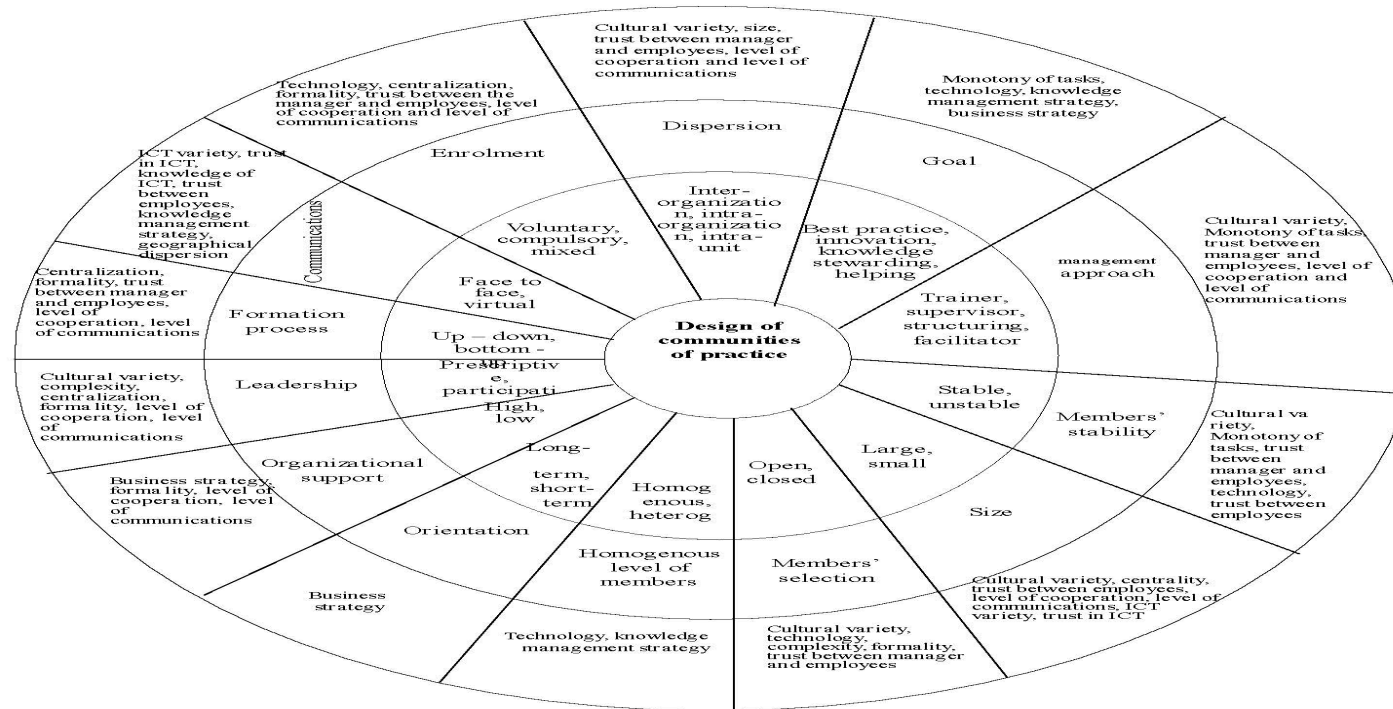 Cultural variety, size,
trust between manager
and employees, level of
cooperation and level of
communications
Monotony of tasks,
technology, knowledge
management strategy,
business strategy
Technology, centralization,
formality, trust between the
manager and employees, level
of cooperation and level of
communications
Dispersion
Enrolment
Goal
ICT variety, trust
in ICT,
knowledge of
ICT, trust
between
employees,
knowledge
management
strategy,
geographical
dispersion
Communications
Inter-
organizatio
n, intra-
organizatio
n, intra-
unit
Voluntary,
compulsory,
mixed
Best practice,
innovation,
knowledge
stewarding,
helping
management
approach
Cultural variety,
Monotony of tasks,
trust between
manager and
employees, level of
cooperation and
level of
communications
Centralization,
formality, trust
between manager
and employees,
level of
cooperation, level
of communications
Formation
process
Face to
face,
virtual
Trainer,
supervisor,
structuring,
facilitator
Design of
communities
of practice
Up – down,
bottom -
up
Prescriptiv
e,
participati
Leadership
Cultural variety,
complexity,
centralization,
formality, level of
cooperation, level
of
communications
High,
low
Stable,
unstable
Members'
stability
Cultural va
riety,
Monotony of
tasks, trust
between
manager and
employees,
technology,
trust between
employees
Organizational
support
Business strategy,
formality, level of
cooperation, level
of
communications
Long-
term,
short-
term
Homog
enous,
heterog
Open,
closed
Large,
small
Size
Orientation
Homogenous
level of
members
Members'
selection
Cultural variety, centrality,
trust between employees,
level of cooperation, level of
communications, ICT
variety, trust in ICT
Business
strategy
Technology, knowledge
management strategy
Cultural variety,
technology,
complexity, formality,
trust between manager
and employees